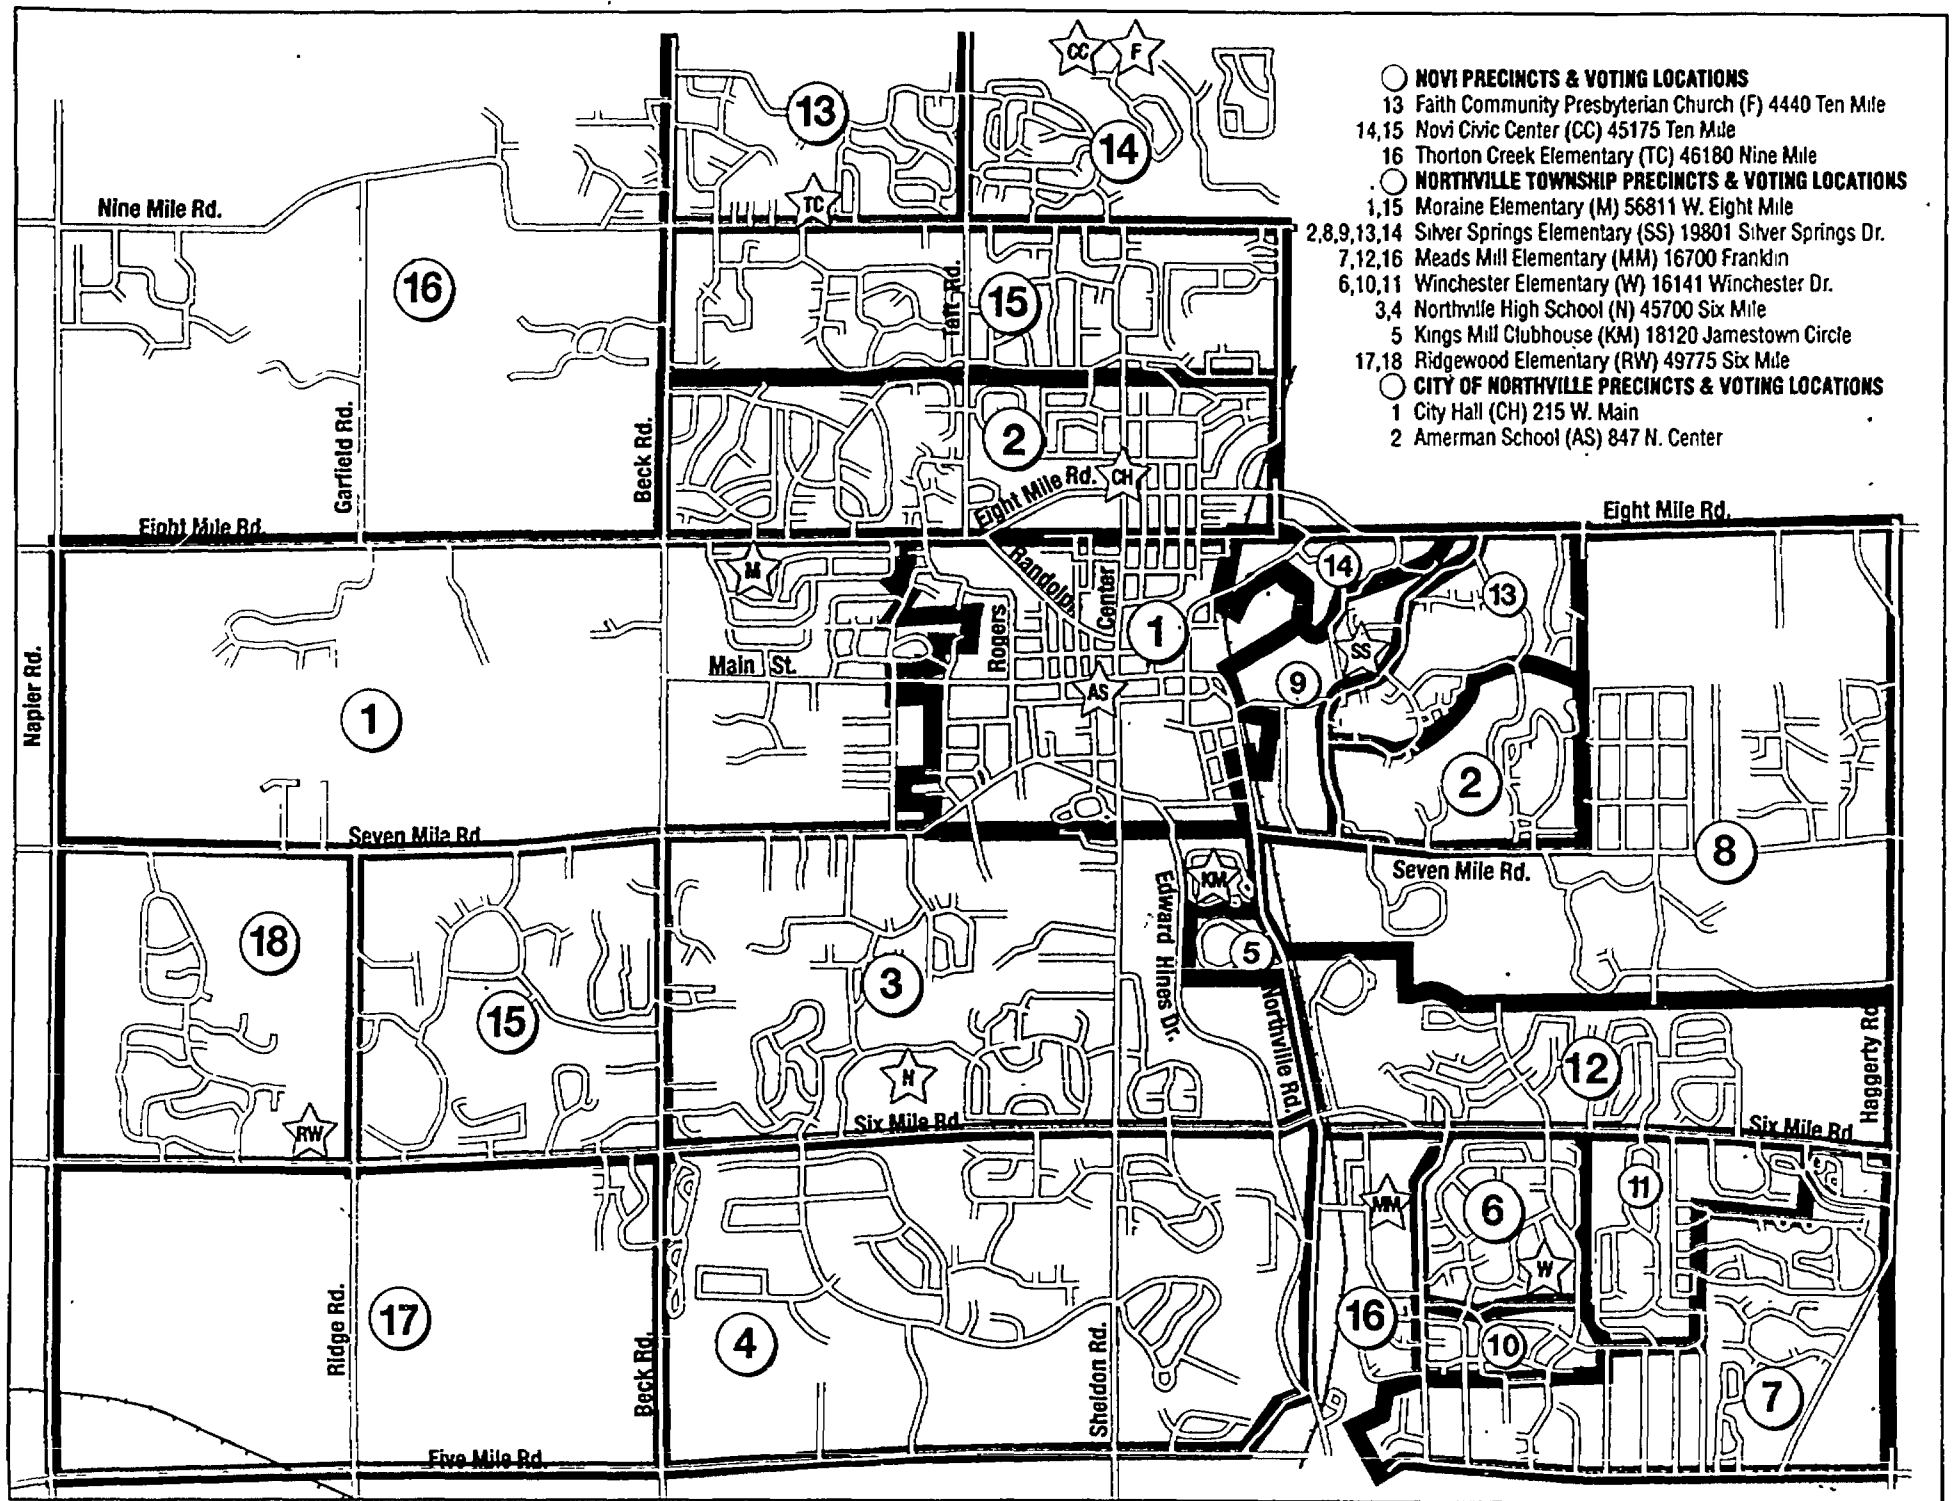 CC F
NOVI PRECINCTS & VOTING LOCATIONS
13 Faith Community Presbyterian Church (F) 4440 Ten Mile
14,15 Novi Civic Center (CC) 45175 Ten Mile
16 Thorton Creek Elementary (TC) 46180 Nine Mile
NORTHVILLE TOWNSHIP PRECINCTS & VOTING LOCATIONS
1,15 Moraine Elementary (M) 56811 W. Eight Mile
2,8,9,13,14 Silver Springs Elementary (SS) 19801 Silver Springs Dr.
7,12,16 Meads Mill Elementary (MM) 16700 Franklin
6,10,11 Winchester Elementary (W) 16141 Winchester Dr.
3,4 Northville High School (N) 45700 Six Mile
5 Kings Mill Clubhouse (KM) 18120 Jamestown Circle
17,18 Ridgewood Elementary (RW) 49775 Six Mile
CITY OF NORTHVILLE PRECINCTS & VOTING LOCATIONS
1 City Hall (CH) 215 W. Main
2 Amerman School (AS) 847 N. Center
13
14
TC
Nine Mile Rd.
16
15
Taft Rd.
Garfield Rd.
Beck Rd.
2
Eight Mile Rd.
CH
Eight Mile Rd.
Eight Mile Rd.
M
Randolph
Center
14
13
Rogers
1
SS
Main St.
9
AS
Napier Rd.
1
2
Seven Mile Rd
8
Seven Mile Rd.
KM
Edward Hines Dr.
18
3
5
15
Northville Rd.
12
Haggerty Rd
N
RW
Six Mile Rd.
Six Mile Rd
11
MM
6
W
Ridge Rd.
17
Beck Rd.
4
Sheldon Rd.
16
10
7
Five Mile Rd.